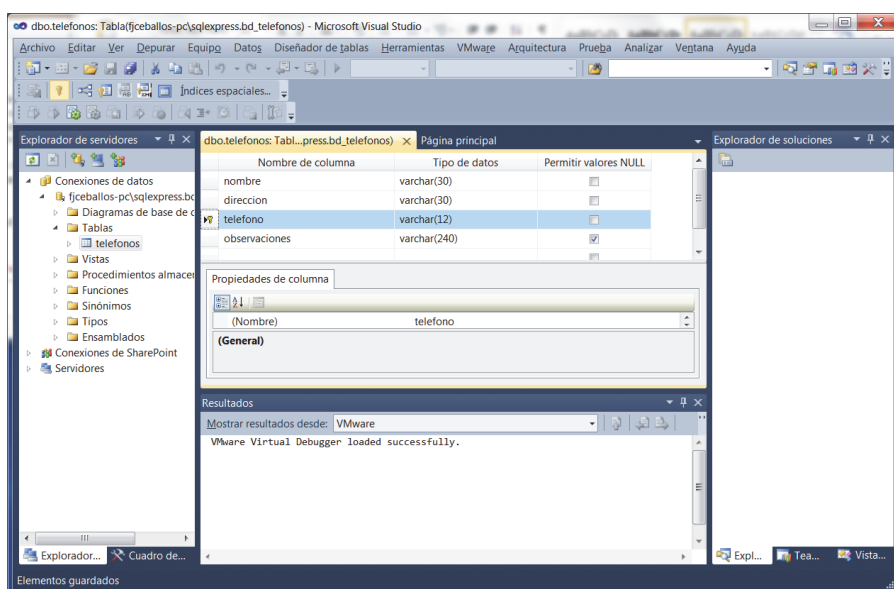 dbo.telefonos: Tabla(fjceballos-pc\sqlexpress.bd_telefonos) - Microsoft Visual Studio
Archivo Editar Ver Depurar Equipo Datos Diseñador de tablas Herramientas VMware Arquitectura Prueba Analizar Ventana Ayuda
Índices espaciales...
Explorador de servidores
Conexiones de datos
fjceballos-pc\sqlexpress.bd
Diagramas de base de d
Tablas
telefonos
Vistas
Procedimientos almacen
Funciones
Sinónimos
Tipos
Ensamblados
Conexiones de SharePoint
Servidores
Explorador... Cuadro de...
dbo.telefonos: Tabl...press.bd_telefonos) Página principal
Nombre de columna Tipo de datos Permitir valores NULL
nombre varchar(30)
direccion varchar(30)
telefono varchar(12)
observaciones varchar(240)
Propiedades de columna
(Nombre) telefono
(General)
Resultados
Mostrar resultados desde: VMware
VMware Virtual Debugger loaded successfully.
Explorador de soluciones
Expl... Tea... Vista...
Elementos guardados